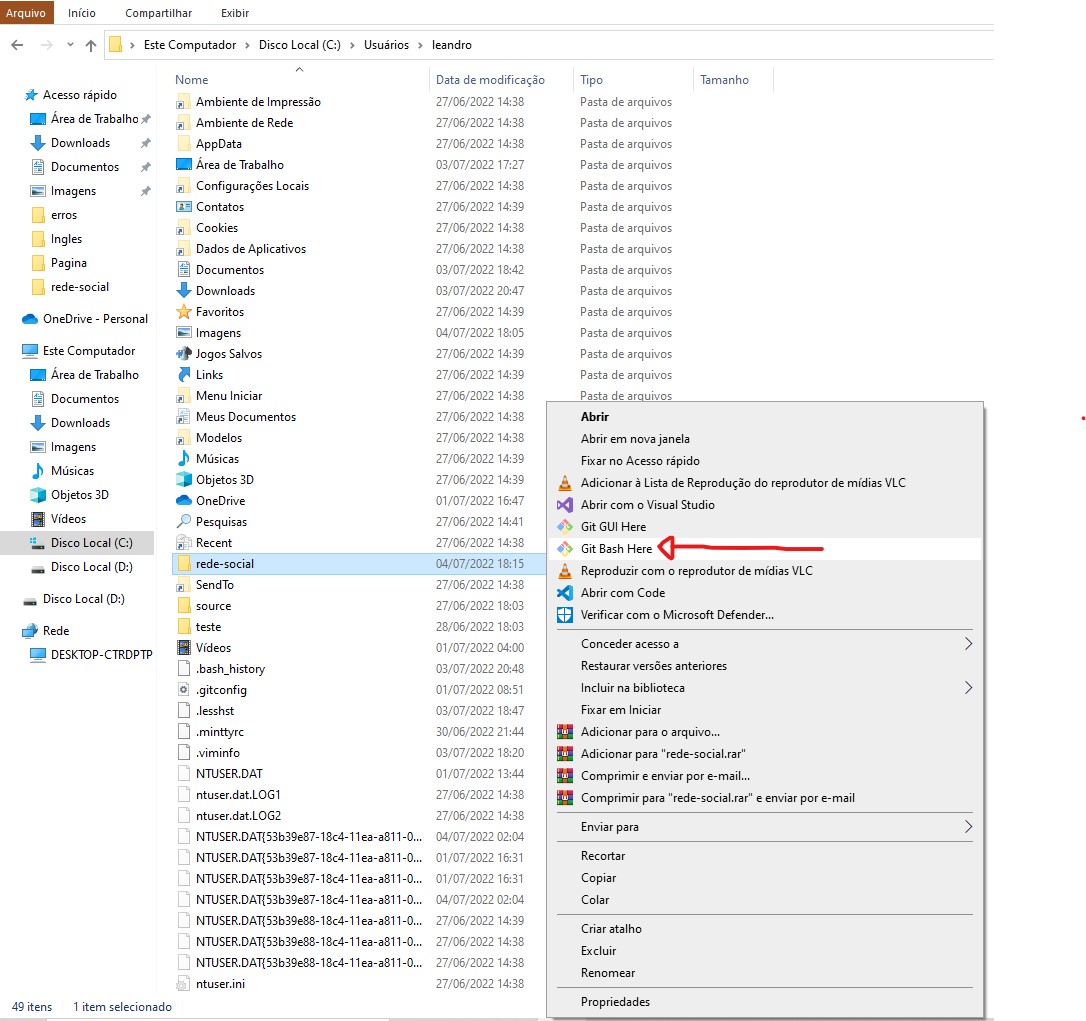 Arquivo Início Compartilhar Exibir
Este Computador Disco Local (C:) Usuários leandro
Nome Data de modificação Tipo Tamanho
Acesso rápido
Área de Trabalho
Downloads
Documentos
Imagens
erros
Ingles
Pagina
rede-social
OneDrive - Personal
Este Computador
Área de Trabalho
Documentos
Downloads
Imagens
Músicas
Objetos 3D
Vídeos
Disco Local (C:)
Disco Local (D:)
Disco Local (D:)
Rede
DESKTOP-CTRDPTP
Ambiente de Impressão 27/06/2022 14:38 Pasta de arquivos
Ambiente de Rede 27/06/2022 14:38 Pasta de arquivos
AppData 27/06/2022 14:38 Pasta de arquivos
Área de Trabalho 03/07/2022 17:27 Pasta de arquivos
Configurações Locais 27/06/2022 14:38 Pasta de arquivos
Contatos 27/06/2022 14:39 Pasta de arquivos
Cookies 27/06/2022 14:38 Pasta de arquivos
Dados de Aplicativos 27/06/2022 14:38 Pasta de arquivos
Documentos 03/07/2022 18:42 Pasta de arquivos
Downloads 03/07/2022 20:47 Pasta de arquivos
Favoritos 27/06/2022 14:39 Pasta de arquivos
Imagens 04/07/2022 18:05 Pasta de arquivos
Jogos Salvos 27/06/2022 14:39 Pasta de arquivos
Links 27/06/2022 14:39 Pasta de arquivos
Menu Iniciar 27/06/2022 14:38 Pasta de arquivos
Meus Documentos 27/06/2022 14:38
Modelos 27/06/2022 14:38
Músicas 27/06/2022 14:39
Objetos 3D 27/06/2022 14:39
OneDrive 01/07/2022 16:47
Pesquisas 27/06/2022 14:41
Recent 27/06/2022 14:38
rede-social 04/07/2022 18:15
SendTo 27/06/2022 14:38
source 27/06/2022 18:03
teste 28/06/2022 18:03
Vídeos 01/07/2022 04:00
.bash_history 03/07/2022 20:48
.gitconfig 01/07/2022 08:51
.lesshst 03/07/2022 18:47
.minttyrc 30/06/2022 21:44
.viminfo 03/07/2022 18:20
NTUSER.DAT 01/07/2022 13:44
ntuser.dat.LOG1 27/06/2022 14:38
ntuser.dat.LOG2 27/06/2022 14:38
NTUSER.DAT{53b39e87-18c4-11ea-a811-0... 04/07/2022 02:04
NTUSER.DAT{53b39e87-18c4-11ea-a811-0... 01/07/2022 16:31
NTUSER.DAT{53b39e87-18c4-11ea-a811-0... 01/07/2022 16:31
NTUSER.DAT{53b39e87-18c4-11ea-a811-0... 04/07/2022 02:04
NTUSER.DAT{53b39e88-18c4-11ea-a811-0... 27/06/2022 14:39
NTUSER.DAT{53b39e88-18c4-11ea-a811-0... 27/06/2022 14:38
NTUSER.DAT{53b39e88-18c4-11ea-a811-0... 27/06/2022 14:38
ntuser.ini 27/06/2022 14:38
Abrir
Abrir em nova janela
Fixar no Acesso rápido
Adicionar à Lista de Reprodução do reprodutor de mídias VLC
Abrir com o Visual Studio
Git GUI Here
Git Bash Here
Reproduzir com o reprodutor de mídias VLC
Abrir com Code
Verificar com o Microsoft Defender...
Conceder acesso a
Restaurar versões anteriores
Incluir na biblioteca
Fixar em Iniciar
Adicionar para o arquivo...
Adicionar para "rede-social.rar"
Comprimir e enviar por e-mail...
Comprimir para "rede-social.rar" e enviar por e-mail
Enviar para
Recortar
Copiar
Colar
Criar atalho
Excluir
Renomear
Propriedades
49 itens 1 item selecionado